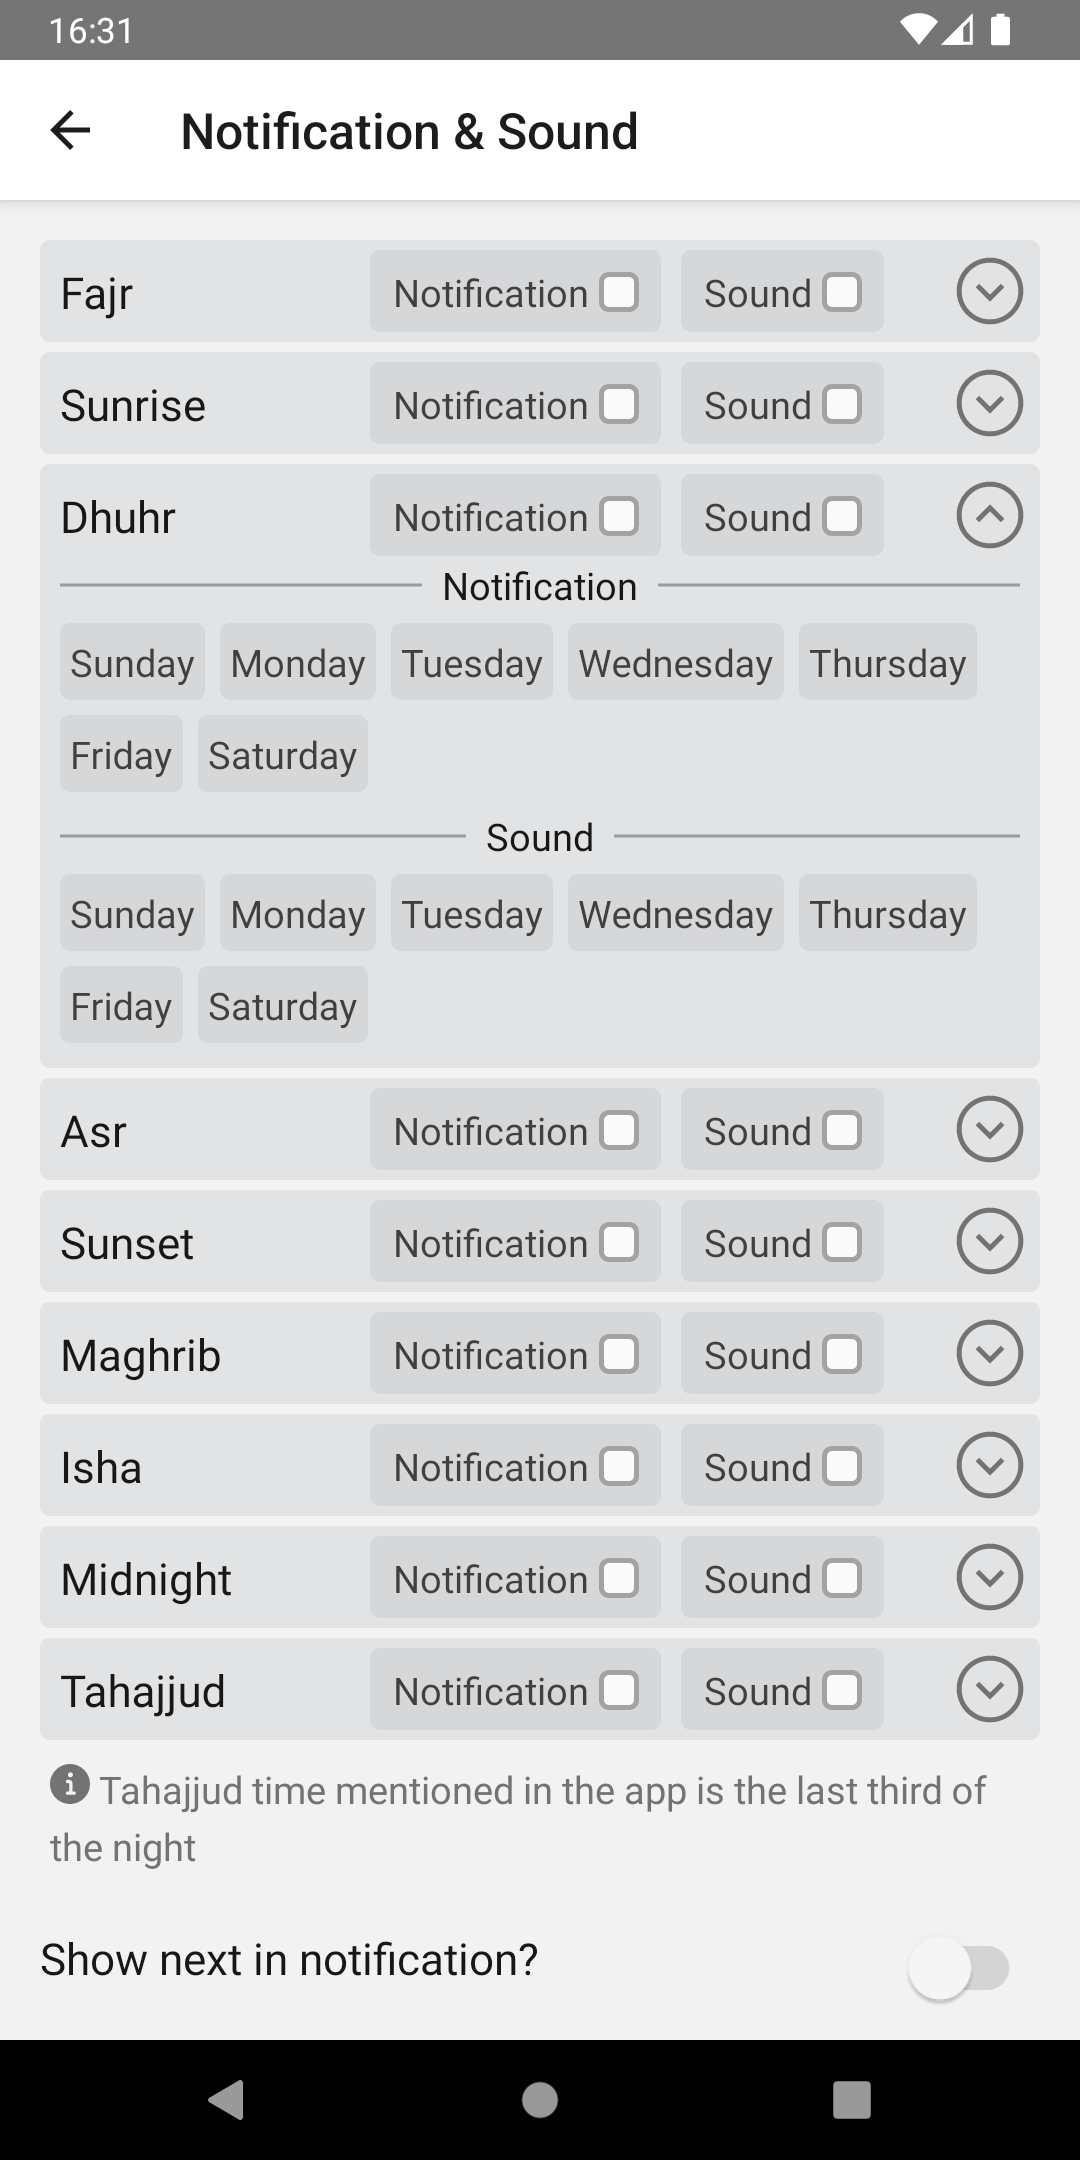 16:31
Notification & Sound
Fajr Notification Sound
Sunrise Notification Sound
Dhuhr Notification Sound
Notification
Sunday Monday Tuesday Wednesday Thursday
Friday Saturday
Sound
Sunday Monday Tuesday Wednesday Thursday
Friday Saturday
Asr Notification Sound
Sunset Notification Sound
Maghrib Notification Sound
Isha Notification Sound
Midnight Notification Sound
Tahajjud Notification Sound
Tahajjud time mentioned in the app is the last third of
the night
Show next in notification?